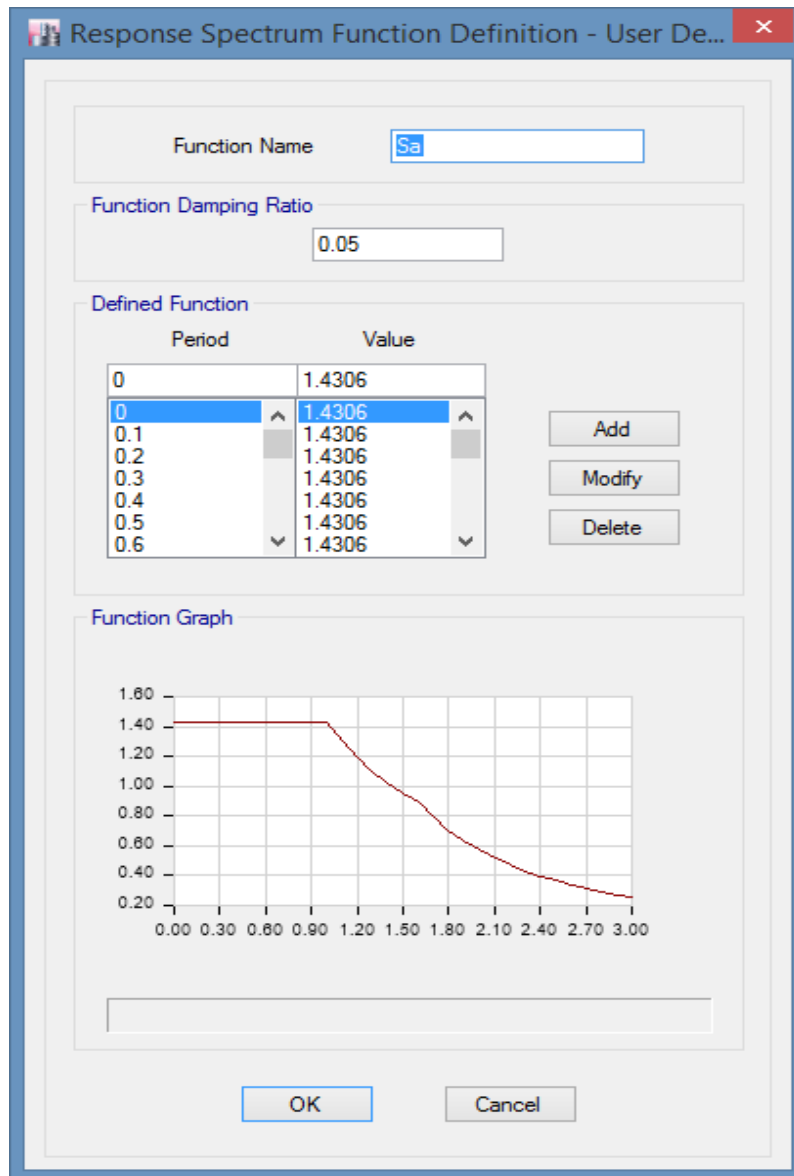 Response Spectrum Function Definition - User De...
Function Name Sa
Function Damping Ratio
0.05
Defined Function
Period Value
0 1.4306
0 1.4306
0.1 1.4306
0.2 1.4306
0.3 1.4306
0.4 1.4306
0.5 1.4306
0.6 1.4306
Add
Modify
Delete
Function Graph
1.60
1.40
1.20
1.00
0.80
0.60
0.40
0.20
0.00 0.30 0.60 0.90 1.20 1.50 1.80 2.10 2.40 2.70 3.00
OK Cancel